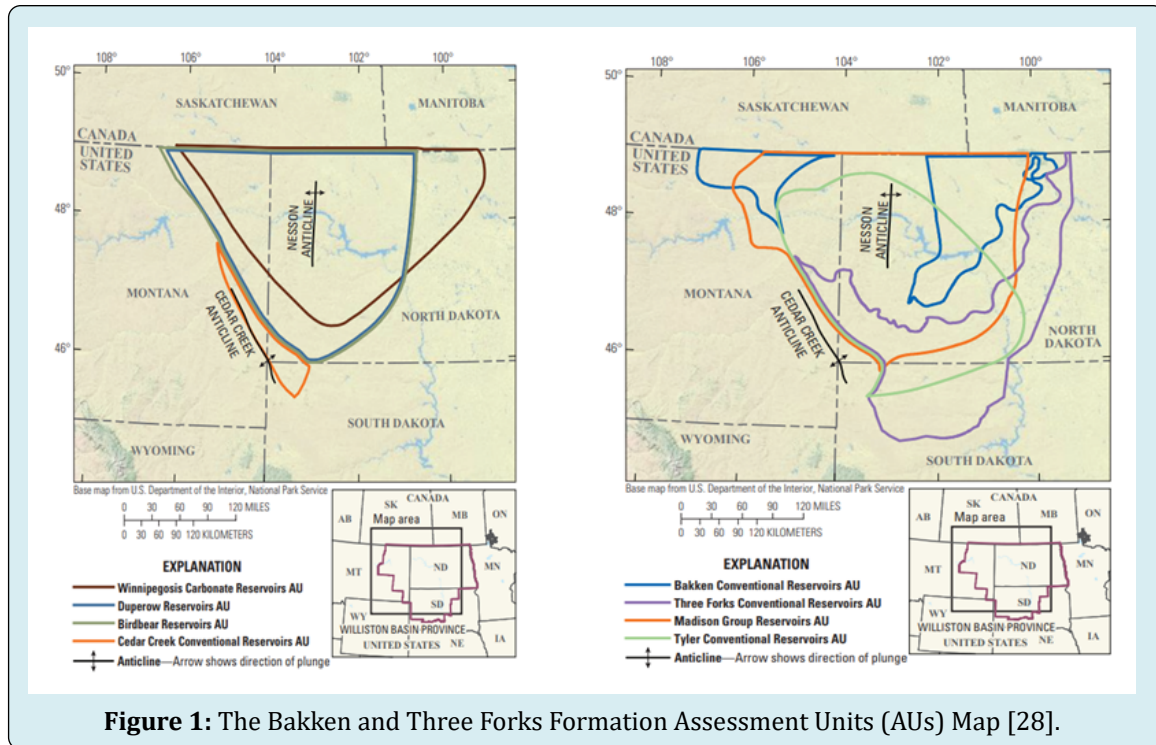 108° 106° 104° 102° 100°
50°
SASKATCHEWAN
MANITOBA
CANADA
UNITED
STATES
48°
NESSON
ANTICLINE
MONTANA
CEDAR CREEK
ANTICLINE
NORTH DAKOTA
46°
SOUTH DAKOTA
WYOMING
Base map from U.S. Department of the Interior, National Park Service
0 30 60 90 120 MILES
0 30 60 90 120 KILOMETERS
EXPLANATION
Winnipegosis Carbonate Reservoirs AU
Duperow Reservoirs AU
Birdbear Reservoirs AU
Cedar Creek Conventional Reservoirs AU
Anticline—Arrow shows direction of plunge
CANADA
SK
AB
MB
ON
Map area
MT
ND
MN
SD
WY
WILLISTON BASIN PROVINCE
UNITED STATES
NE
IA
108° 106° 104° 102° 100°
50°
SASKATCHEWAN
MANITOBA
CANADA
UNITED
STATES
48°
NESSON
ANTICLINE
MONTANA
CEDAR CREEK
ANTICLINE
NORTH
DAKOTA
46°
SOUTH DAKOTA
WYOMING
Base map from U.S. Department of the Interior, National Park Service
0 30 60 90 120 MILES
0 30 60 90 120 KILOMETERS
EXPLANATION
Bakken Conventional Reservoirs AU
Three Forks Conventional Reservoirs AU
Madison Group Reservoirs AU
Tyler Conventional Reservoirs AU
Anticline—Arrow shows direction of plunge
CANADA
SK
AB
MB
ON
Map area
MT
ND
MN
SD
WY
WILLISTON BASIN PROVINCE
UNITED STATES
NE
IA
Figure 1: The Bakken and Three Forks Formation Assessment Units (AUs) Map [28].